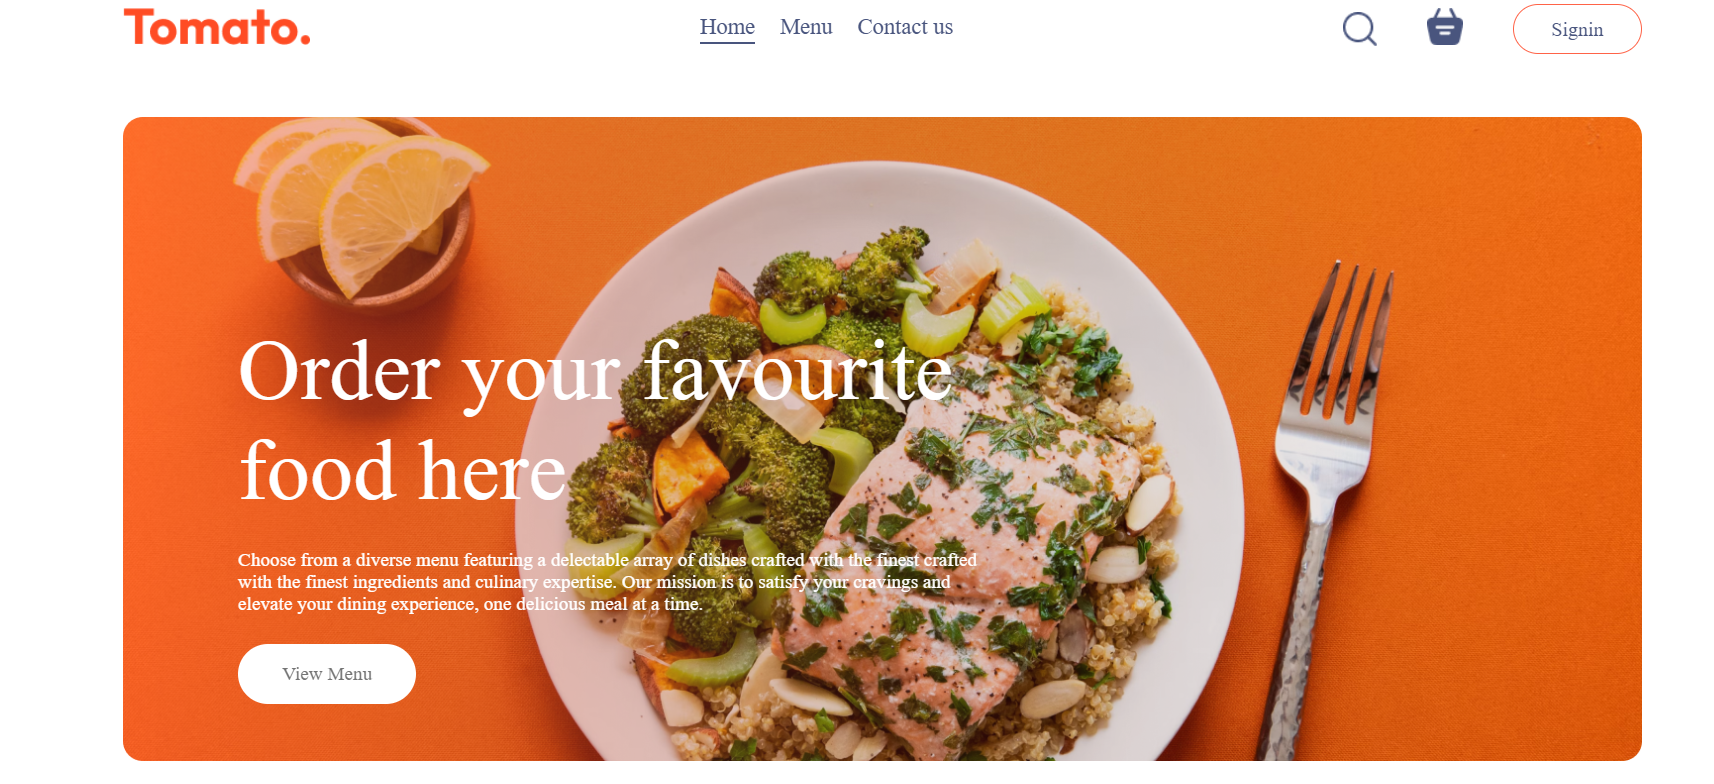 Tomato.
Home Menu Contact us
Signin
Order your favourite
food here
Choose from a diverse menu featuring a delectable array of dishes crafted with the finest crafted
with the finest ingredients and culinary expertise. Our mission is to satisfy your cravings and
elevate your dining experience, one delicious meal at a time.
View Menu